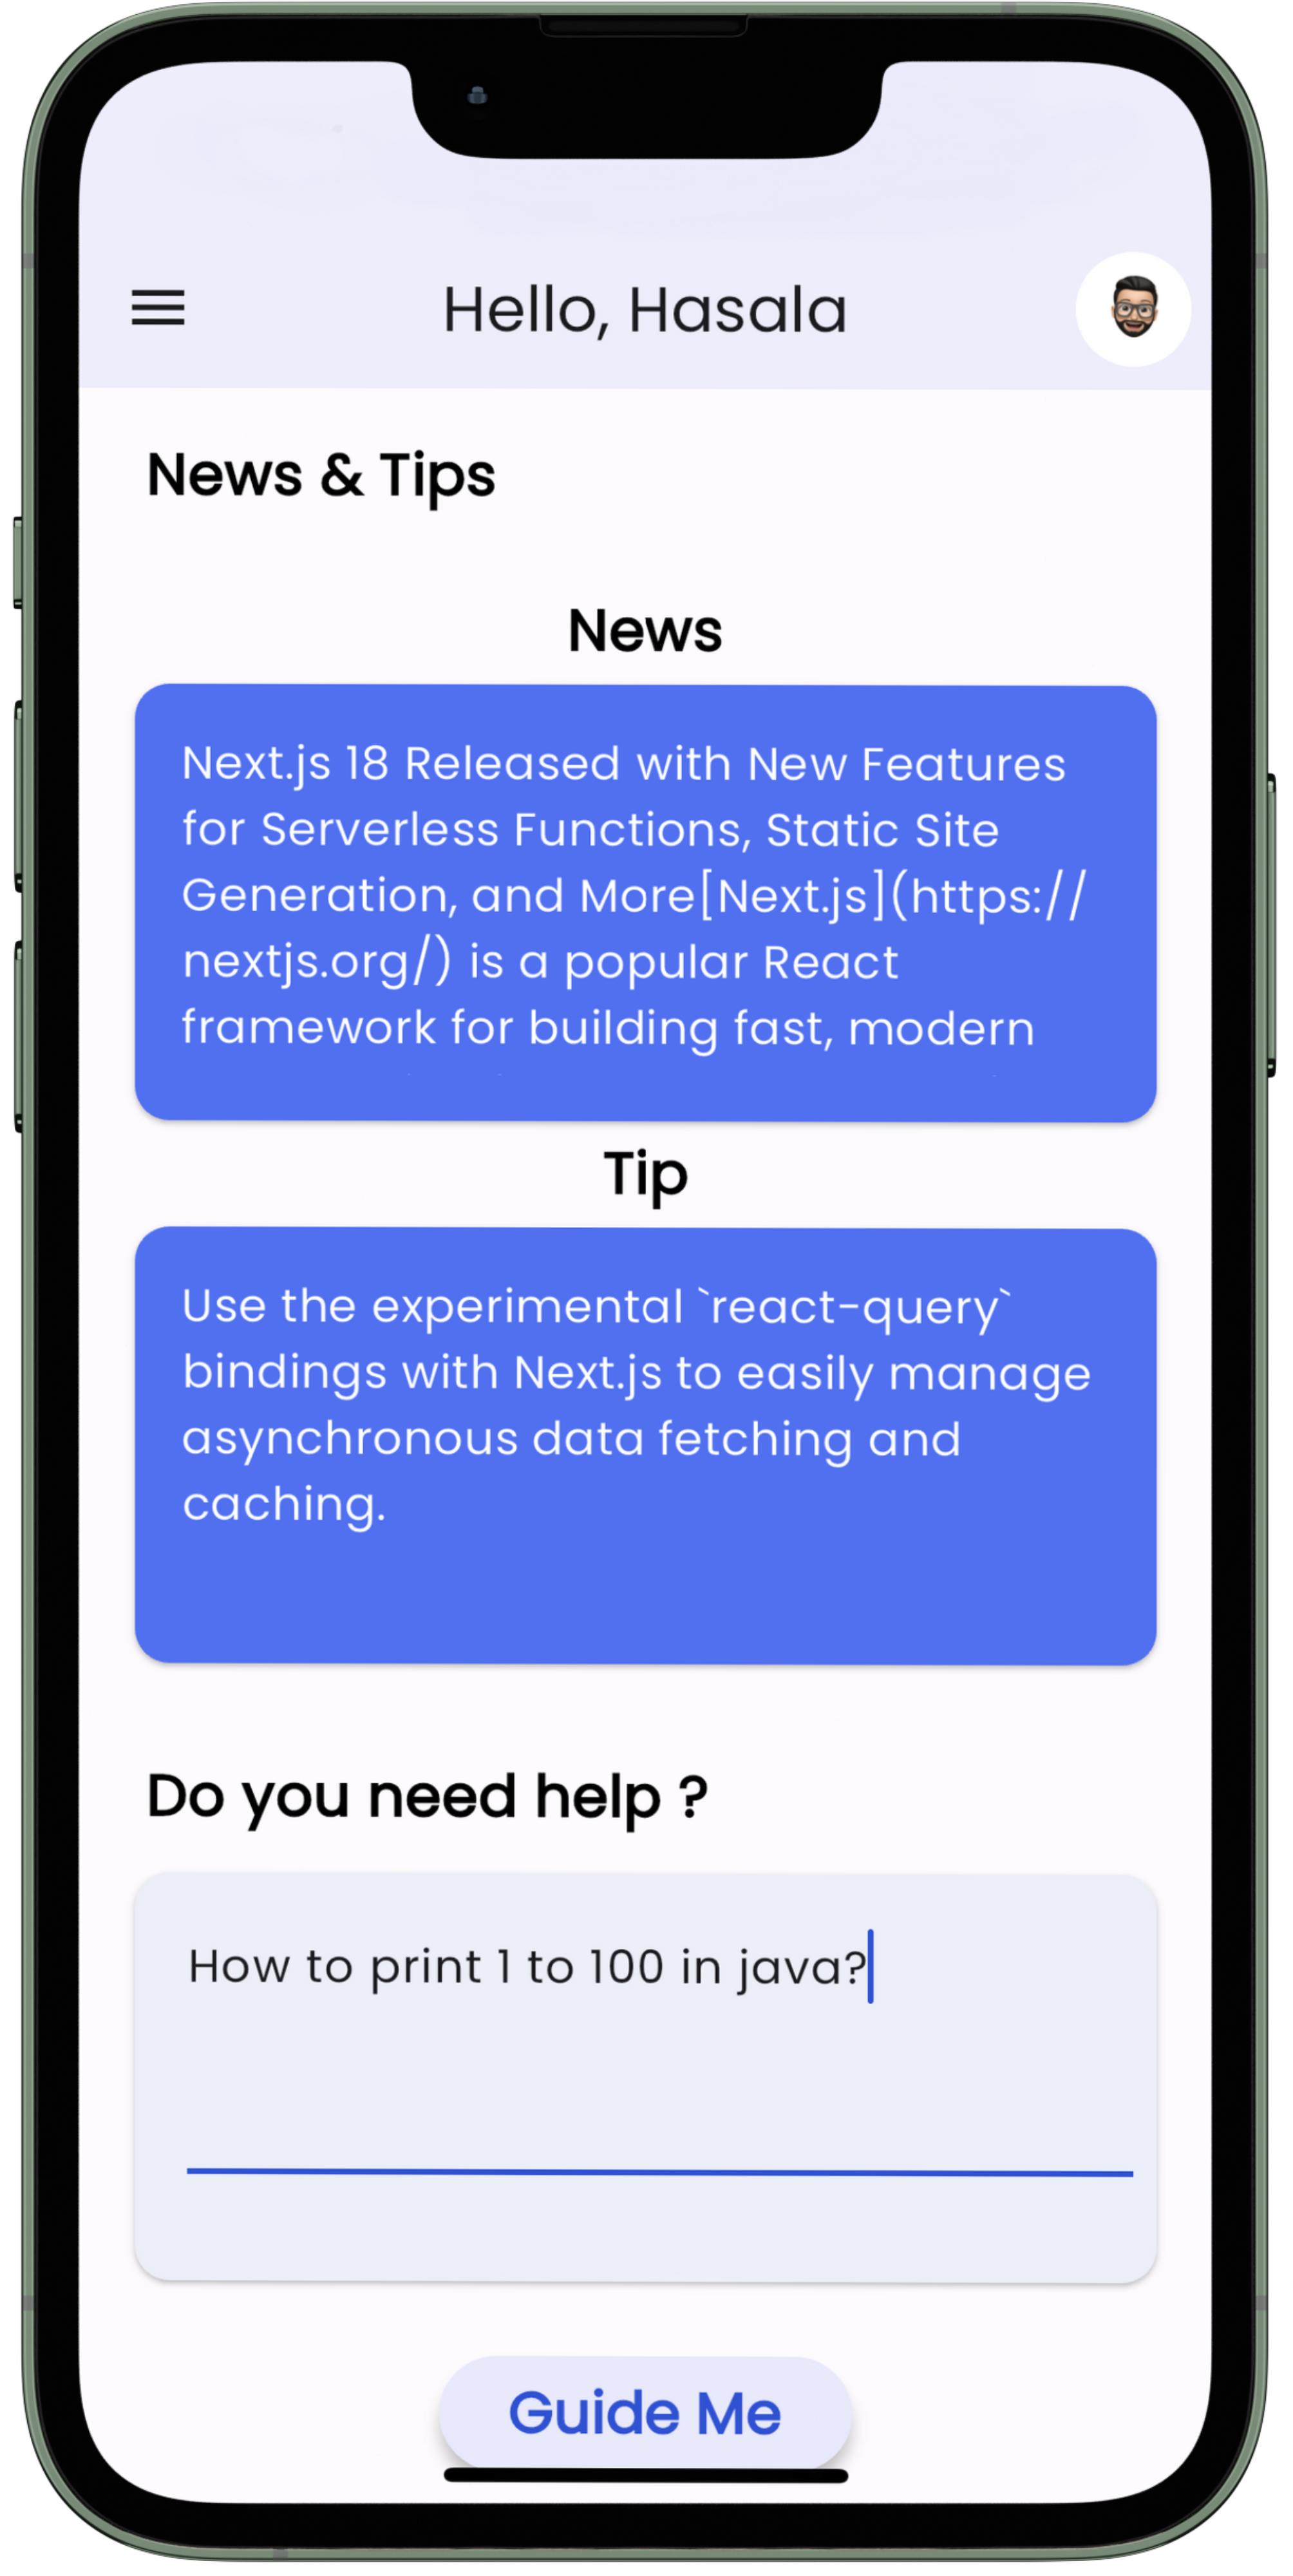 Hello, Hasala
News & Tips
News
Next.js 18 Released with New Features
for Serverless Functions, Static Site
Generation, and More[Next.js](https://
nextjs.org/) is a popular React
framework for building fast, modern
Tip
Use the experimental `react-query`
bindings with Next.js to easily manage
asynchronous data fetching and
caching.
Do you need help ?
How to print 1 to 100 in java?
Guide Me